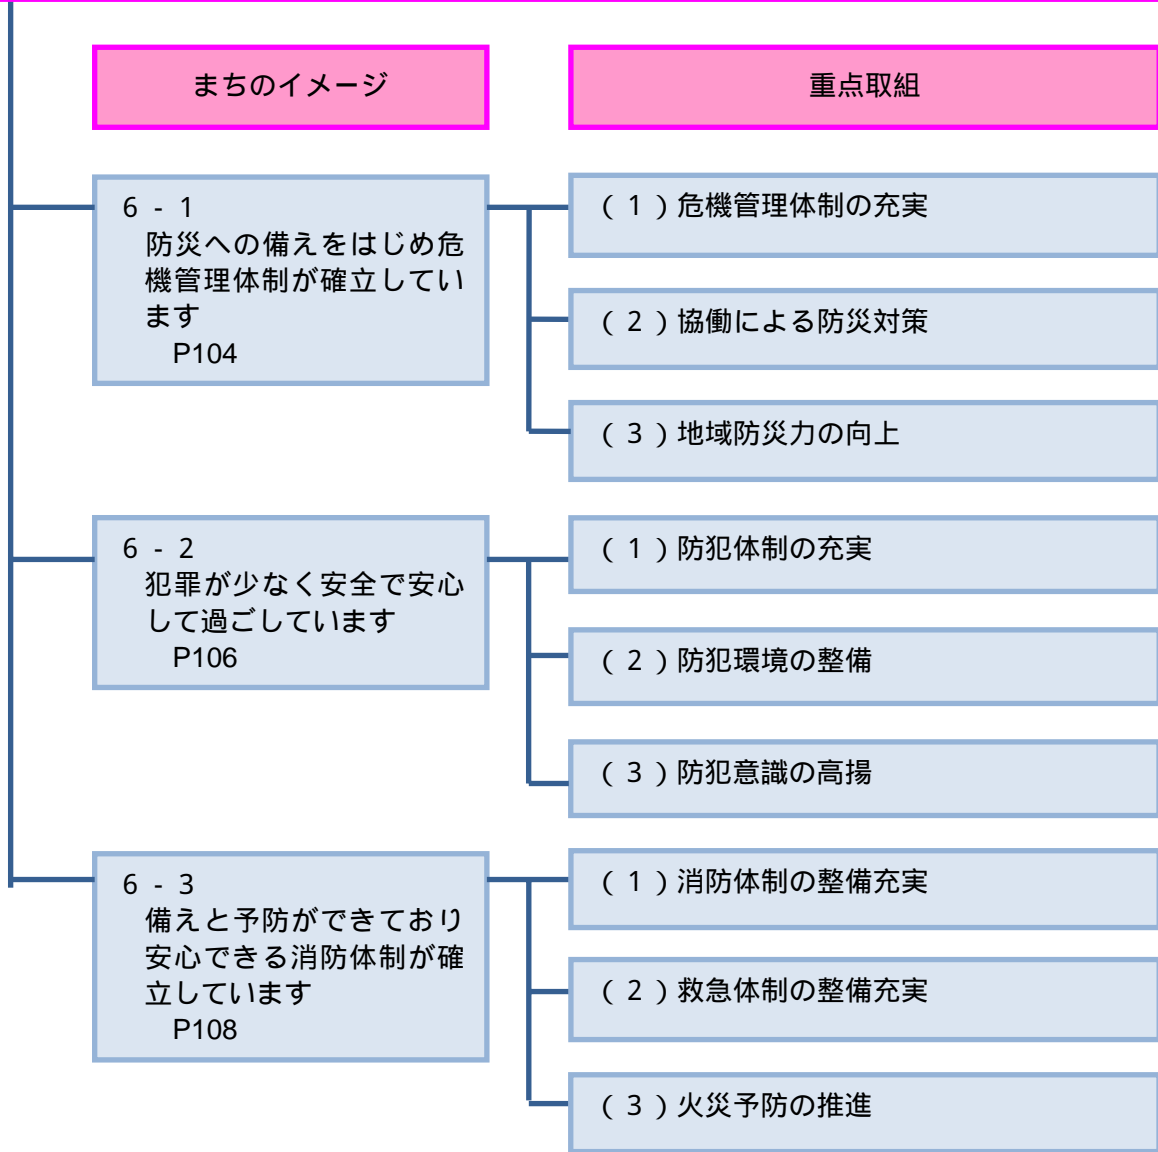 まちのイメージ
重点取組
6 - 1
防災への備えをはじめ危
機管理体制が確立してい
ます
P104
( 1 ) 危機管理体制の充実
( 2 ) 協働による防災対策
( 3 ) 地域防災力の向上
6 - 2
犯罪が少なく安全で安心
して過ごしています
P106
( 1 ) 防犯体制の充実
( 2 ) 防犯環境の整備
( 3 ) 防犯意識の高揚
6 - 3
備えと予防ができており
安心できる消防体制が確
立しています
P108
( 1 ) 消防体制の整備充実
( 2 ) 救急体制の整備充実
( 3 ) 火災予防の推進